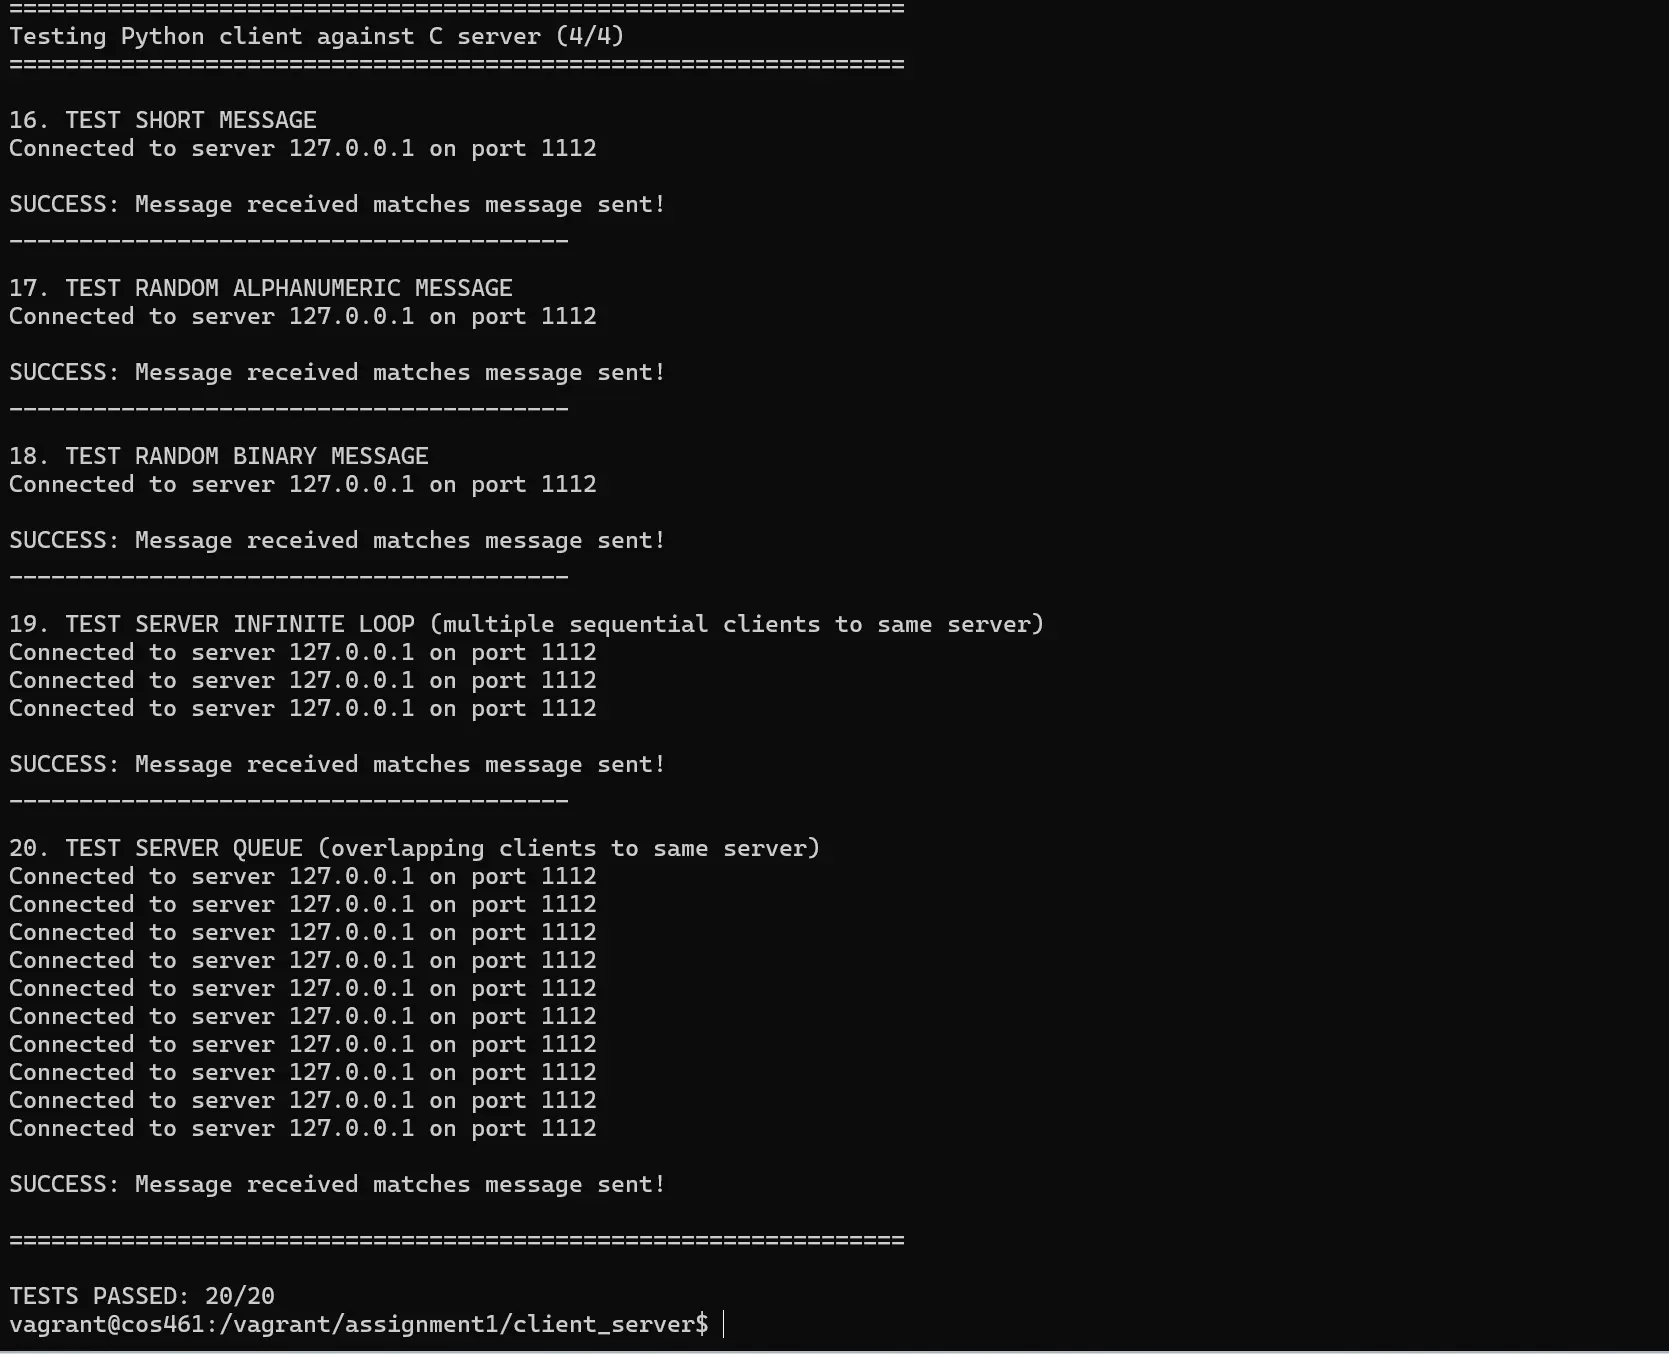 ================================================================
Testing Python client against C server (4/4)
================================================================
16. TEST SHORT MESSAGE
Connected to server 127.0.0.1 on port 1112
SUCCESS: Message received matches message sent!
----------------------------------------
17. TEST RANDOM ALPHANUMERIC MESSAGE
Connected to server 127.0.0.1 on port 1112
SUCCESS: Message received matches message sent!
----------------------------------------
18. TEST RANDOM BINARY MESSAGE
Connected to server 127.0.0.1 on port 1112
SUCCESS: Message received matches message sent!
----------------------------------------
19. TEST SERVER INFINITE LOOP (multiple sequential clients to same server)
Connected to server 127.0.0.1 on port 1112
Connected to server 127.0.0.1 on port 1112
Connected to server 127.0.0.1 on port 1112
SUCCESS: Message received matches message sent!
----------------------------------------
20. TEST SERVER QUEUE (overlapping clients to same server)
Connected to server 127.0.0.1 on port 1112
Connected to server 127.0.0.1 on port 1112
Connected to server 127.0.0.1 on port 1112
Connected to server 127.0.0.1 on port 1112
Connected to server 127.0.0.1 on port 1112
Connected to server 127.0.0.1 on port 1112
Connected to server 127.0.0.1 on port 1112
Connected to server 127.0.0.1 on port 1112
Connected to server 127.0.0.1 on port 1112
Connected to server 127.0.0.1 on port 1112
SUCCESS: Message received matches message sent!
================================================================
TESTS PASSED: 20/20
vagrant@cos461:/vagrant/assignment1/client_server$